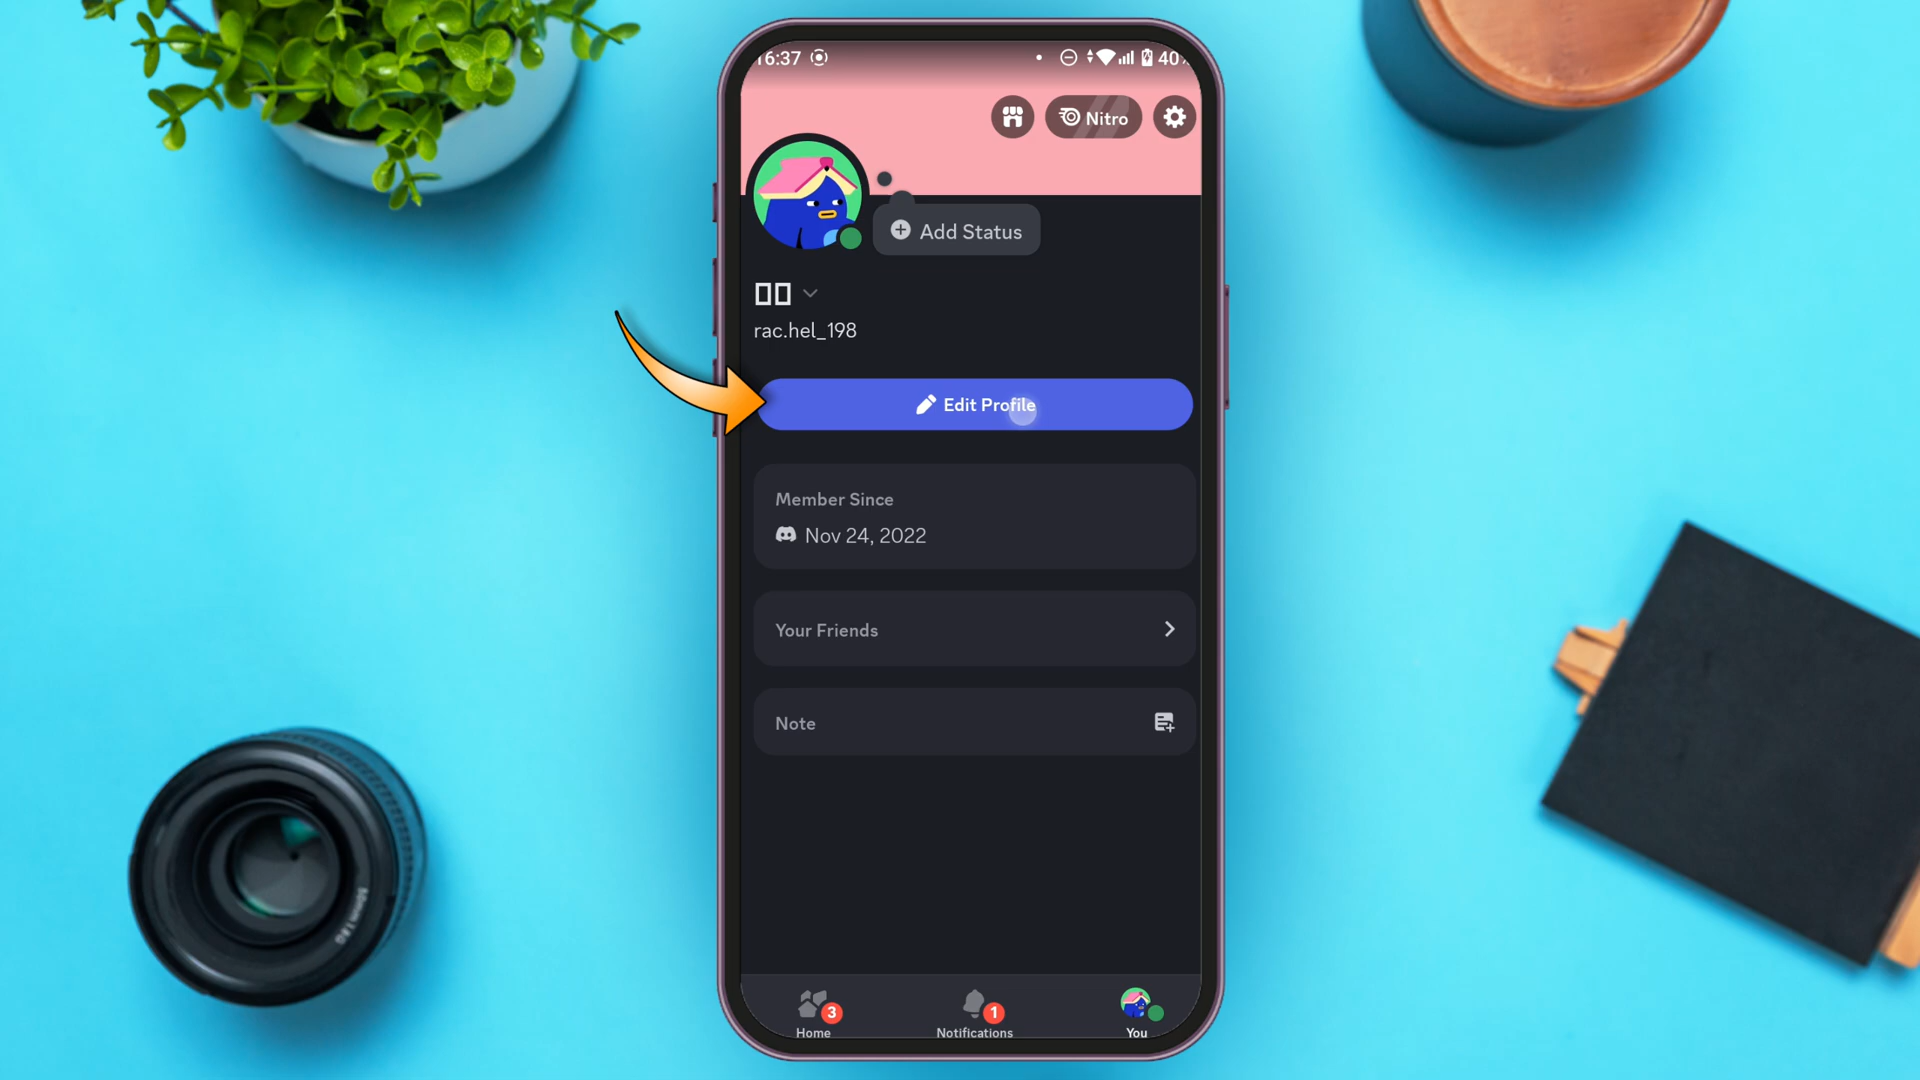 16:37
40%
Nitro
Add Status
rac.hel_198
Edit Profile
Member Since
Nov 24, 2022
Your Friends
Note
3
1
Home
Notifications
You